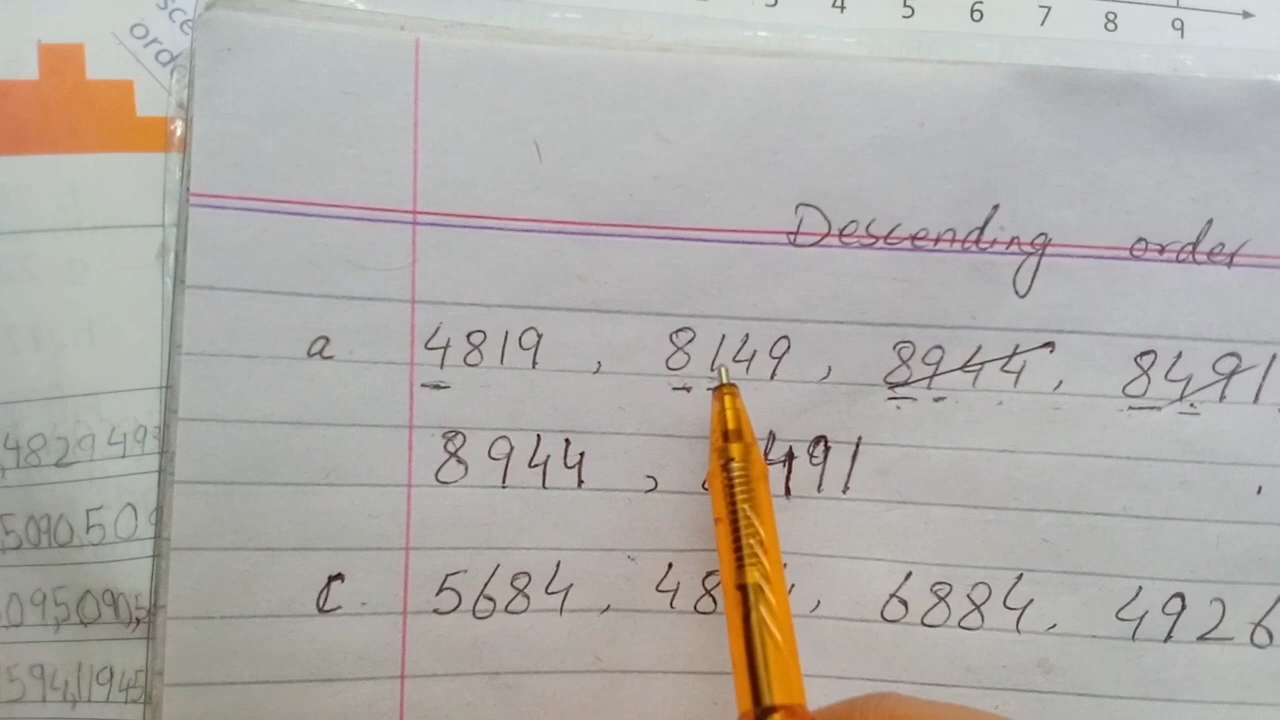 4 5 6 7 8 9
Descending order
a 4819 , 8149 , 8944 , 8491
8944 , 491
c. 5684 , 48 , 6884 , 4926